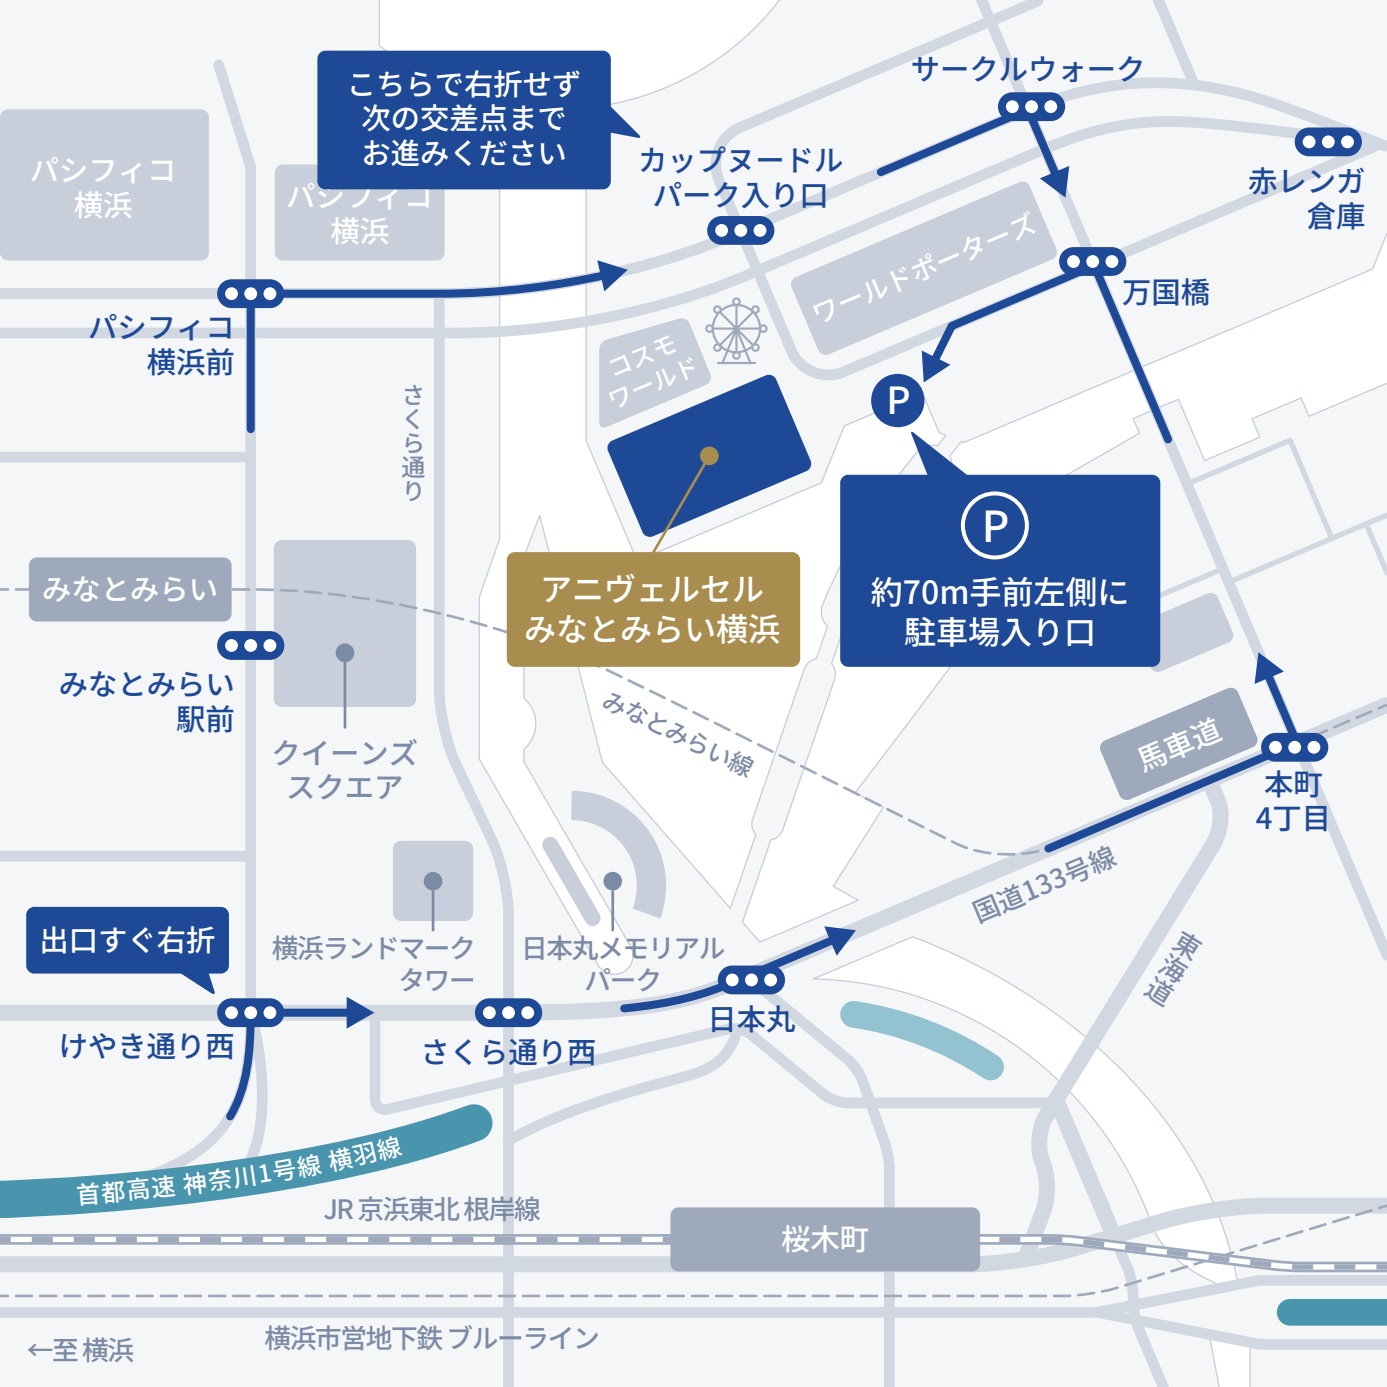 こちらで右折せず
次の交差点まで
お進みください
サークルウォーク
カップヌードル
パーク入り口
赤レンガ
倉庫
パシフィコ
横浜
パシフィコ
横浜
ワールドポーターズ
万国橋
パシフィコ
横浜前
コスモ
ワールド
さくら通り
P
P
約70m手前左側に
駐車場入り口
アニヴェルセル
みなとみらい横浜
みなとみらい
みなとみらい
駅前
クイーンズ
スクエア
みなとみらい線
馬車道
本町
4丁目
国道133号線
東海道
出口すぐ右折
横浜ランドマーク
タワー
日本丸メモリアル
パーク
けやき通り西
さくら通り西
日本丸
首都高速 神奈川1号線 横羽線
JR 京浜東北 根岸線
桜木町
横浜市営地下鉄 ブルーライン
←至 横浜